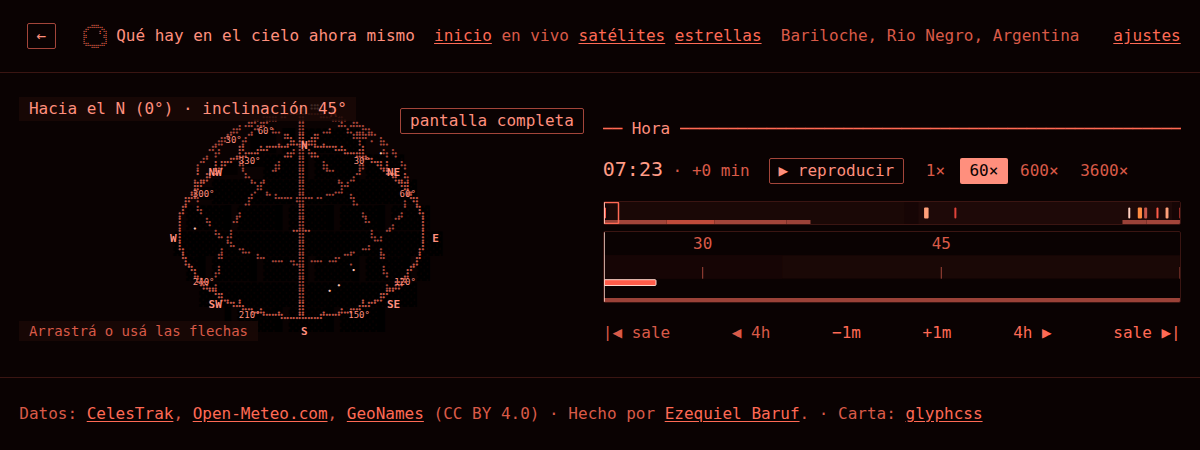 ← Qué hay en el cielo ahora mismo inicio en vivo satélites estrellas Bariloche, Rio Negro, Argentina ajustes
Hacia el N (0°) · inclinación 45°
pantalla completa
60°
30°
N
330°
30°
NW
NE
300°
60°
W
E
240°
120°
SW
SE
210°
150°
S
Arrastrá o usá las flechas
Hora
07:23 · +0 min ▶ reproducir 1× 60× 600× 3600×
30 45
|◀ sale ◀ 4h −1m +1m 4h ▶ sale ▶|
Datos: CelesTrak, Open-Meteo.com, GeoNames (CC BY 4.0) · Hecho por Ezequiel Baruf. · Carta: glyphcss